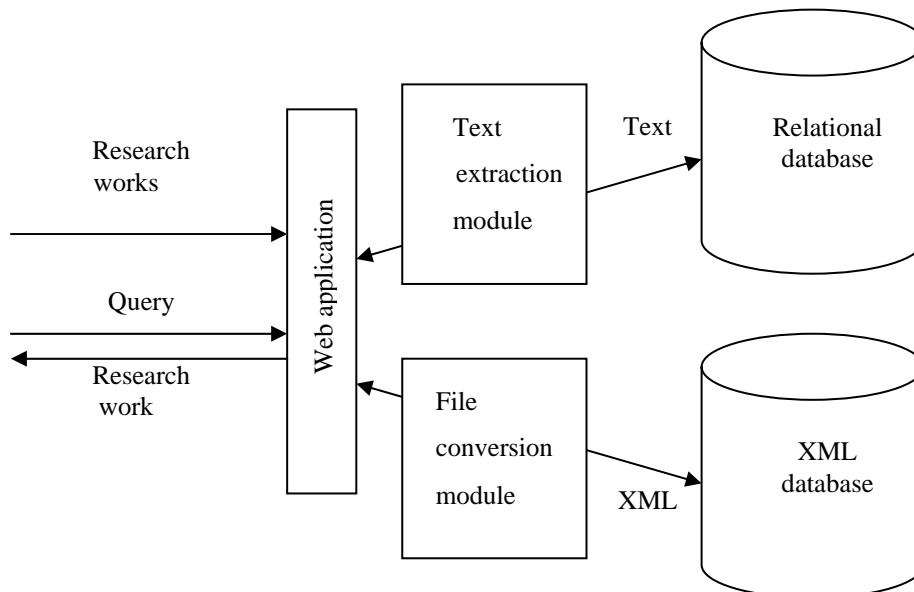 Research
works
Query
Research
work
Web application
Text
extraction
module
Text
Relational
database
File
conversion
module
XML
XML
database